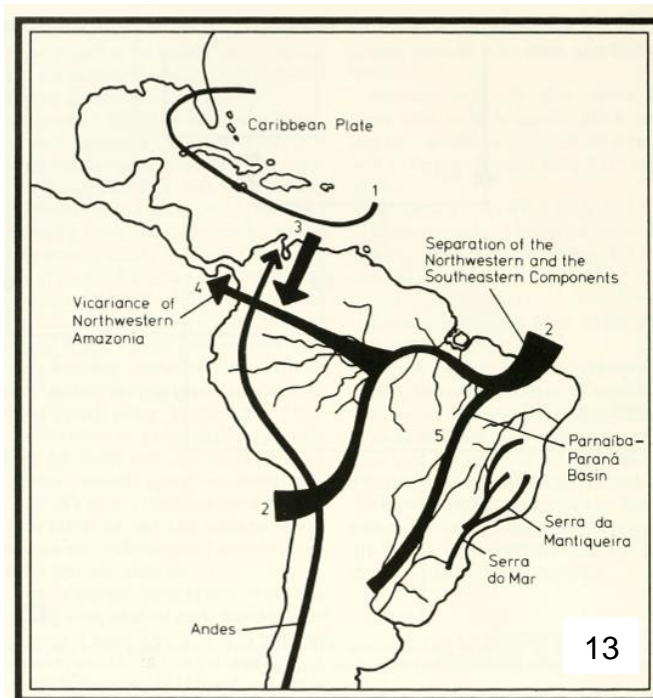 Caribbean Plate
1
3
Separation of the
Northwestern and the
Southeastern Components
4
Vicariance of
Northwestern
Amazonia
2
5
Parnaíba-
Paraná
Basin
2
Serra da
Mantiqueira
Serra
do Mar
Andes
13